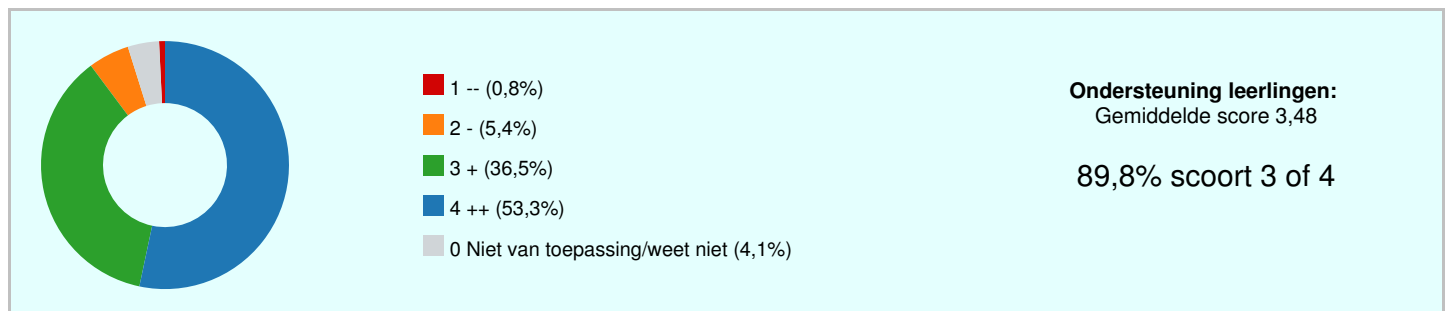 1 -- (0,8%)
2 - (5,4%)
3 + (36,5%)
4 ++ (53,3%)
0 Niet van toepassing/weet niet (4,1%)
Ondersteuning leerlingen:
Gemiddelde score 3,48
89,8% scoort 3 of 4